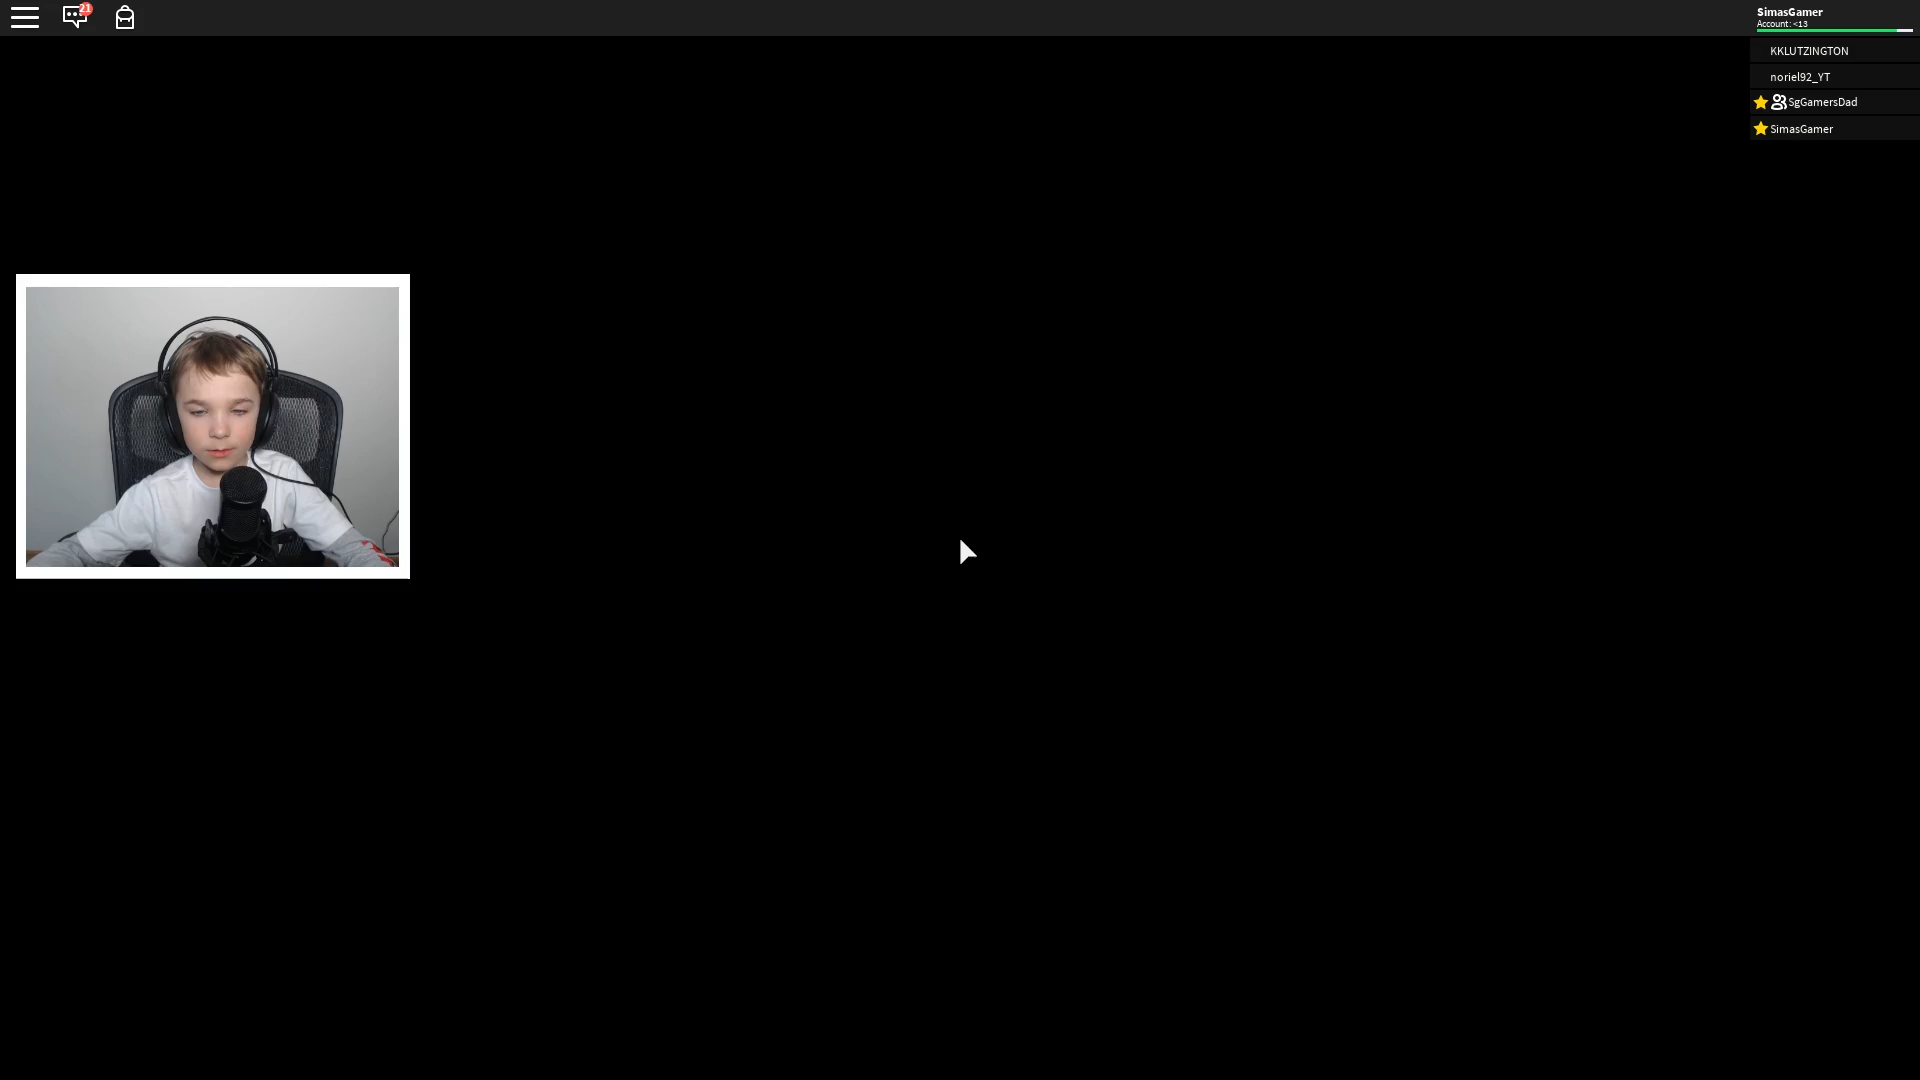 21
SimasGamer
Account: <13
KKLUTZINGTON
noriel92_YT
SgGamersDad
SimasGamer